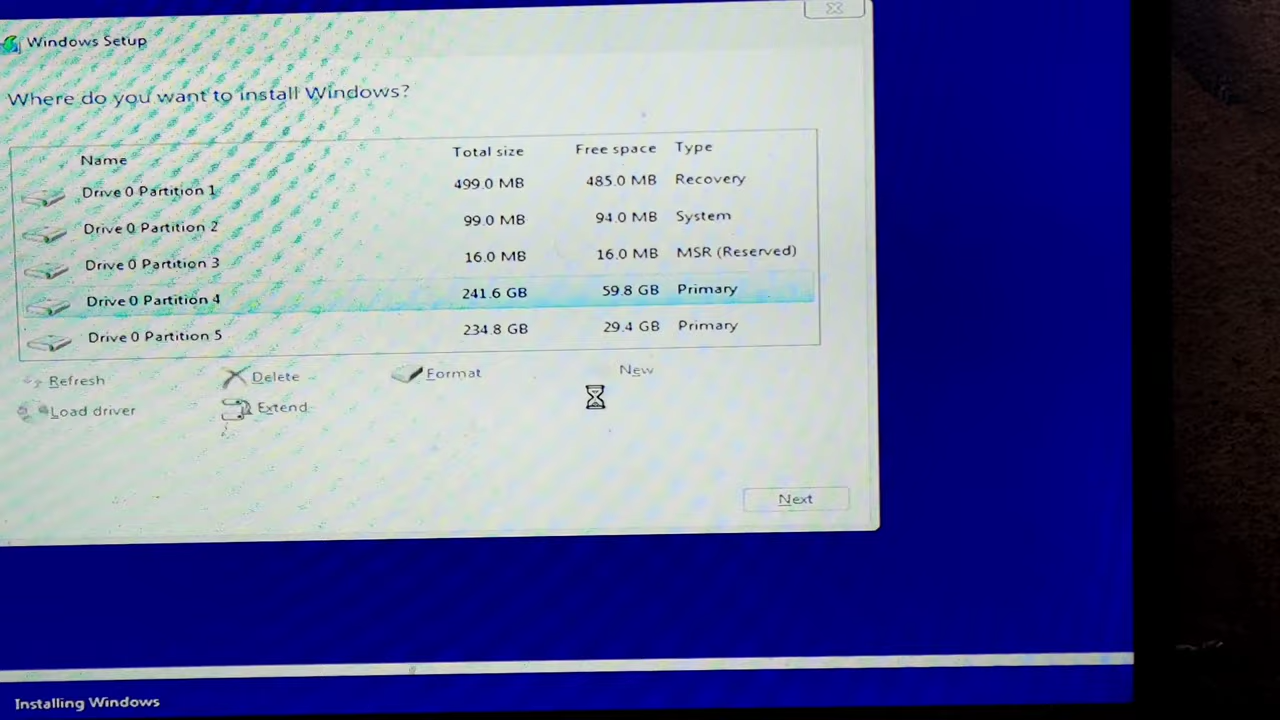 Windows Setup
Where do you want to install Windows?
Name Total size Free space Type
Drive 0 Partition 1 499.0 MB 485.0 MB Recovery
Drive 0 Partition 2 99.0 MB 94.0 MB System
Drive 0 Partition 3 16.0 MB 16.0 MB MSR (Reserved)
Drive 0 Partition 4 241.6 GB 59.8 GB Primary
Drive 0 Partition 5 234.8 GB 29.4 GB Primary
Refresh Delete Format New
Load driver Extend
Next
Installing Windows